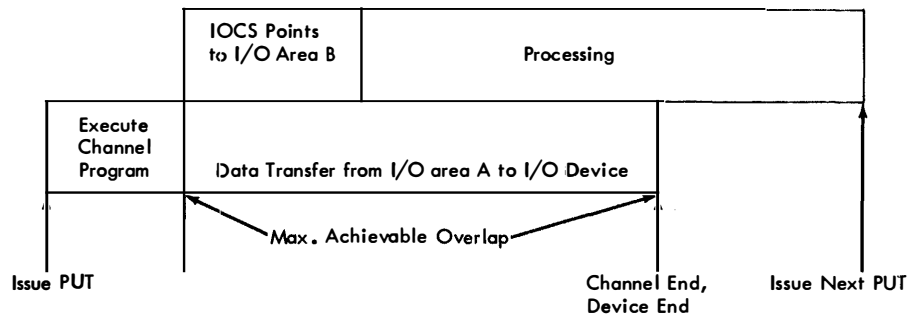 IOCS Points
to I/O Area B
Processing
Execute
Channel
Program
Data Transfer from I/O area A to I/O Device
Max. Achievable Overlap
Issue PUT
Channel End,
Device End
Issue Next PUT